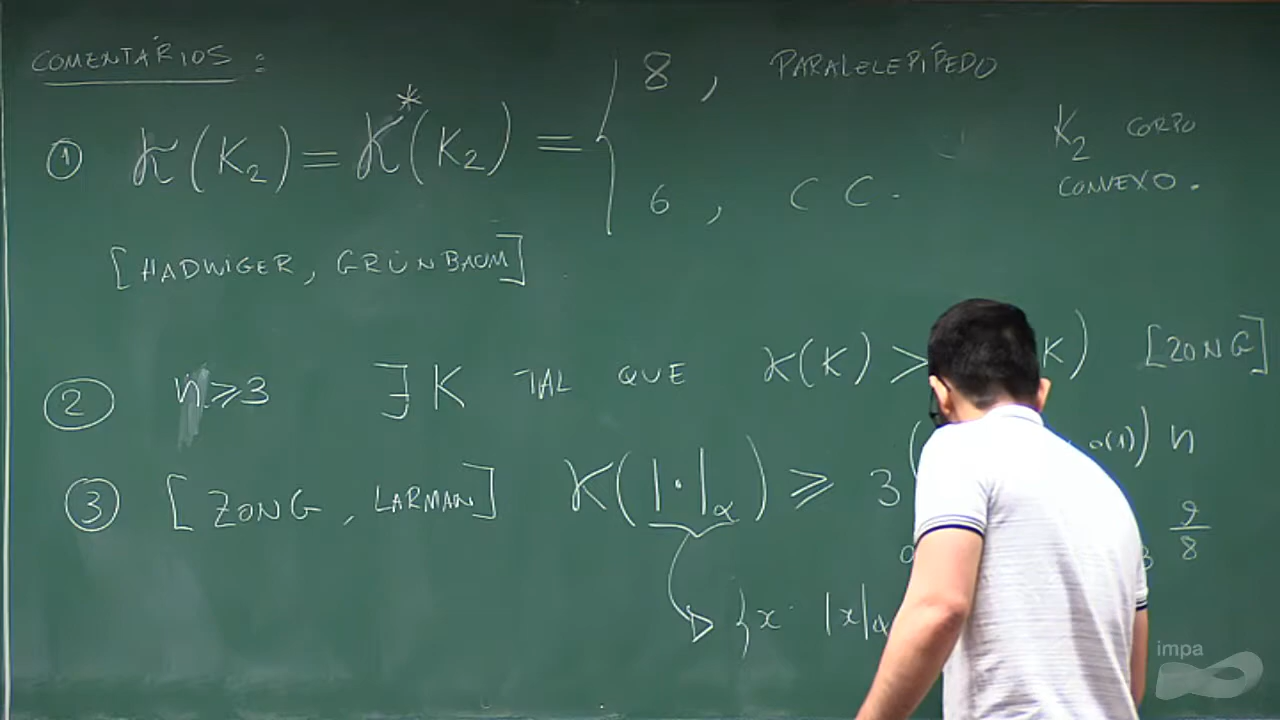 COMENTÁRIOS :
① K(K₂) = K*(K₂) = { 8 , PARALELEPÍPEDO
6 , C C .
K₂ CORPO
CONVEXO .
[HADWIGER, GRÜNBAUM]
② n ≥ 3 ∃ K TAL QUE K(K) > K) [ZONG]
③ [ZONG, LARMAN] K(|·|α) ≥ 3( o(1)) n
9/8
{x : |x|α
impa